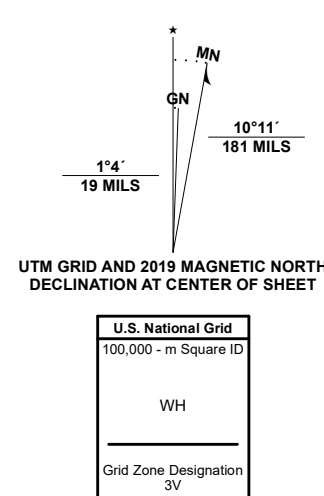 ★
MN
GN
10°11´
181 MILS
1°4´
19 MILS
UTM GRID AND 2019 MAGNETIC NORTH
DECLINATION AT CENTER OF SHEET
U.S. National Grid
100,000 - m Square ID
WH
Grid Zone Designation
3V